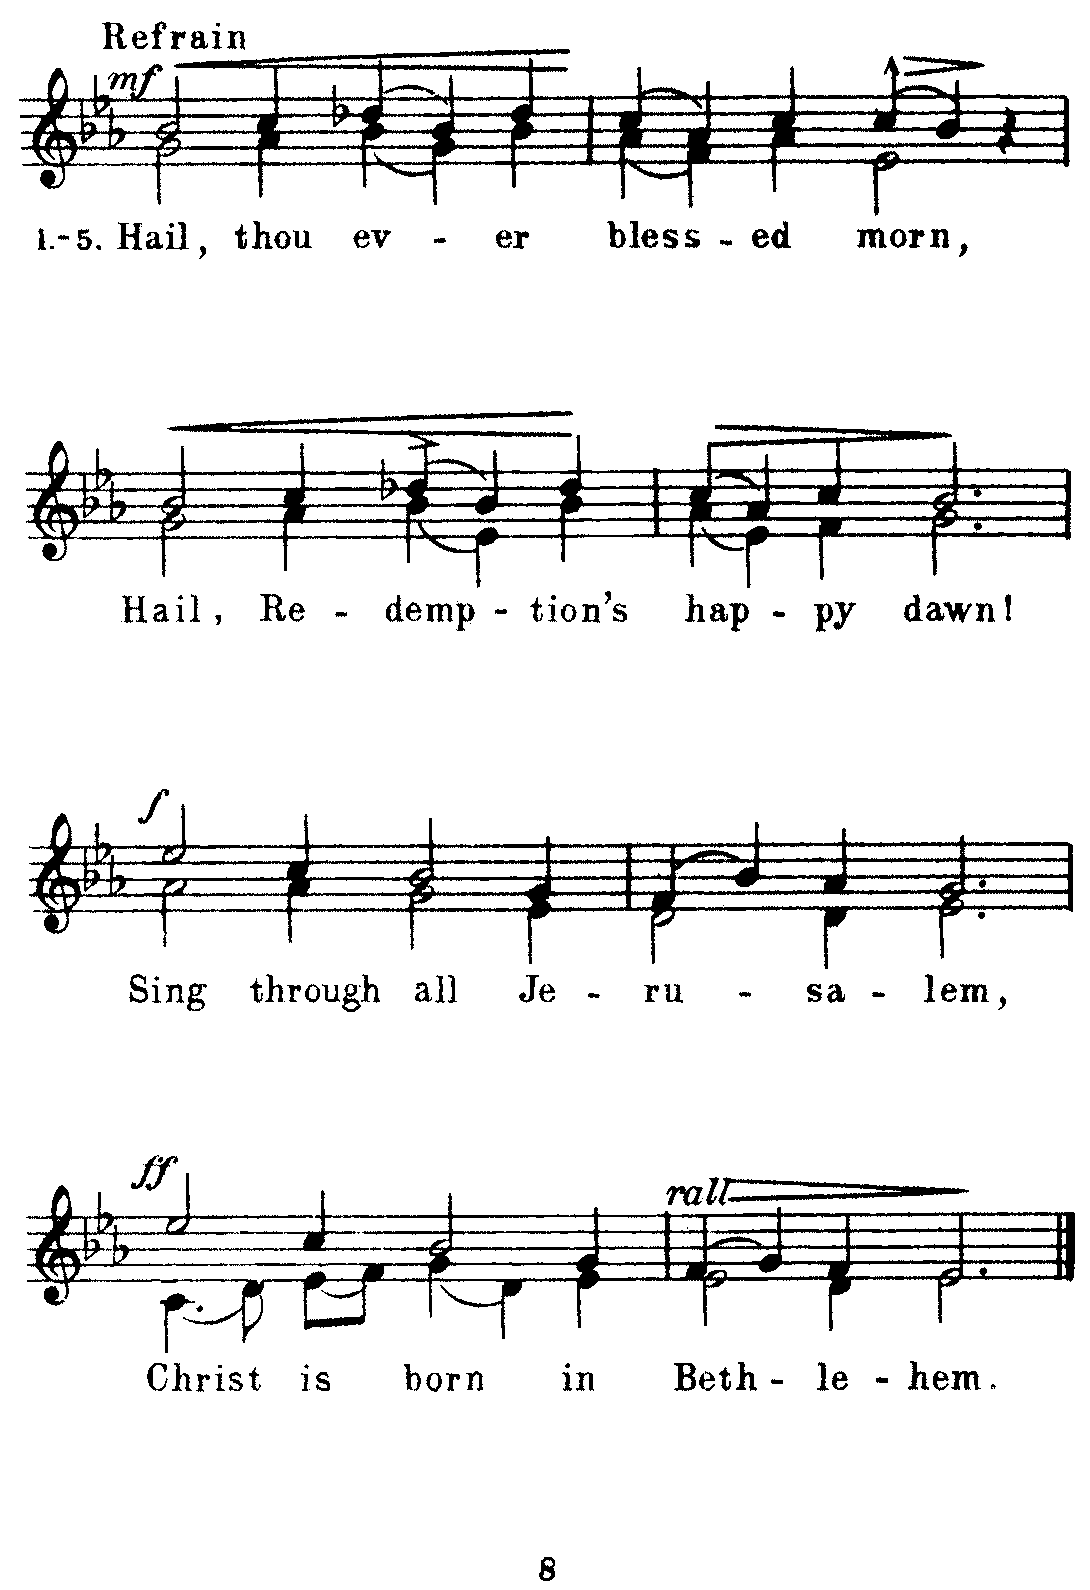 Refrain
mf
1.-5. Hail, thou ev - er bless - ed morn,
Hail, Re - demp - tion's hap - py dawn!
f
Sing through all Je - ru - sa - lem,
ff
rall
Christ is born in Beth - le - hem.
8